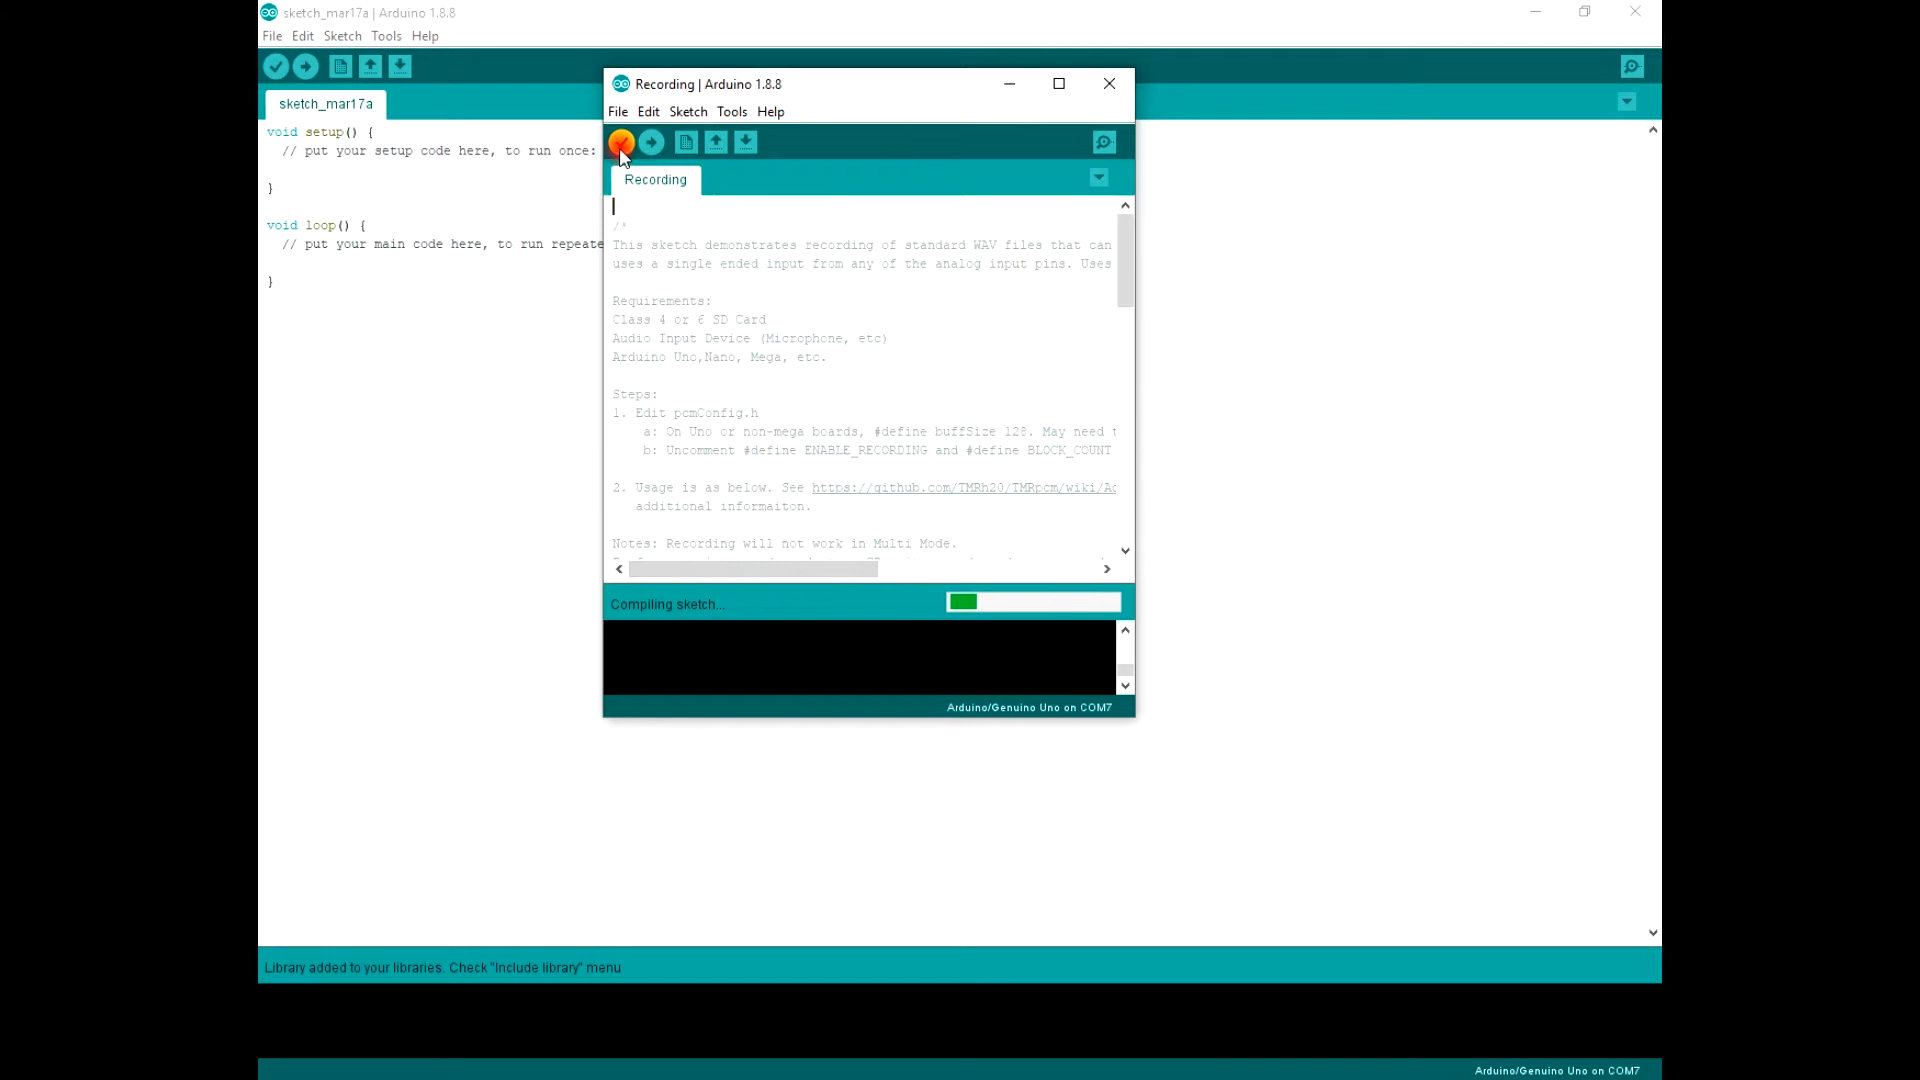 sketch_mar17a | Arduino 1.8.8
File Edit Sketch Tools Help
sketch_mar17a
void setup() {
// put your setup code here, to run once:
}
void loop() {
// put your main code here, to run repeate
}
Recording | Arduino 1.8.8
File Edit Sketch Tools Help
Recording
/*
This sketch demonstrates recording of standard WAV files that can
uses a single ended input from any of the analog input pins. Uses
Requirements:
Class 4 or 6 SD Card
Audio Input Device (Microphone, etc)
Arduino Uno,Nano, Mega, etc.
Steps:
1. Edit pcmConfig.h
a: On Uno or non-mega boards, #define buffSize 128. May need t
b: Uncomment #define ENABLE_RECORDING and #define BLOCK_COUNT
2. Usage is as below. See https://github.com/TMRh20/TMRpcm/wiki/Ad
additional informaiton.
Notes: Recording will not work in Multi Mode.
Compiling sketch...
Arduino/Genuino Uno on COM7
Library added to your libraries. Check "Include library" menu
Arduino/Genuino Uno on COM7